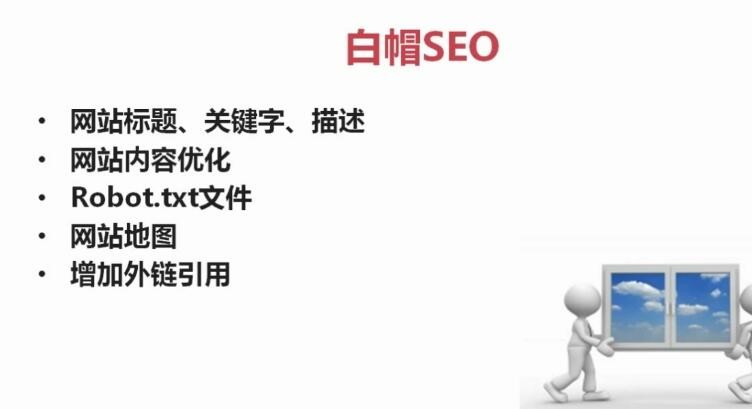 白帽SEO
• 网站标题、关键字、描述
• 网站内容优化
• Robot.txt文件
• 网站地图
• 增加外链引用